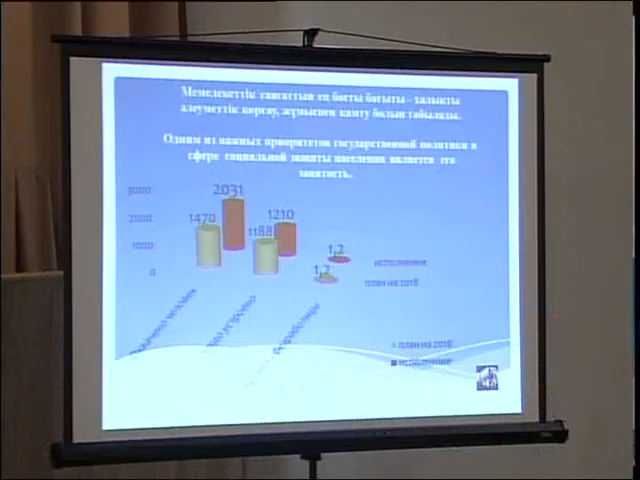 Мемлекеттік саясаттың ең басты бағыты - халықты
әлеуметтік қорғау, жұмыспен қамту болып табылады.
Одним из важных приоритетов государственной политики в
сфере социальной защиты населения является его
занятость.
3000
2000
1000
0
2031
1470
1210
1188
1,2
1,2
исполнение
план на 2018
безработицы
план на 2018
исполнение